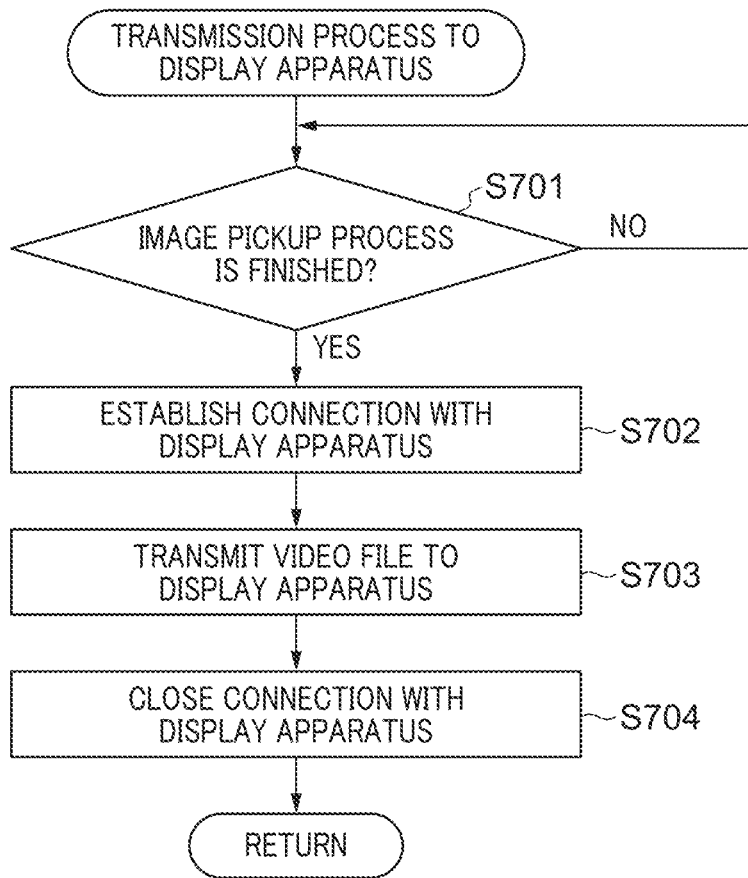 TRANSMISSION PROCESS TO
DISPLAY APPARATUS
S701
IMAGE PICKUP PROCESS
IS FINISHED?
NO
YES
ESTABLISH CONNECTION WITH
DISPLAY APPARATUS
S702
TRANSMIT VIDEO FILE TO
DISPLAY APPARATUS
S703
CLOSE CONNECTION WITH
DISPLAY APPARATUS
S704
RETURN